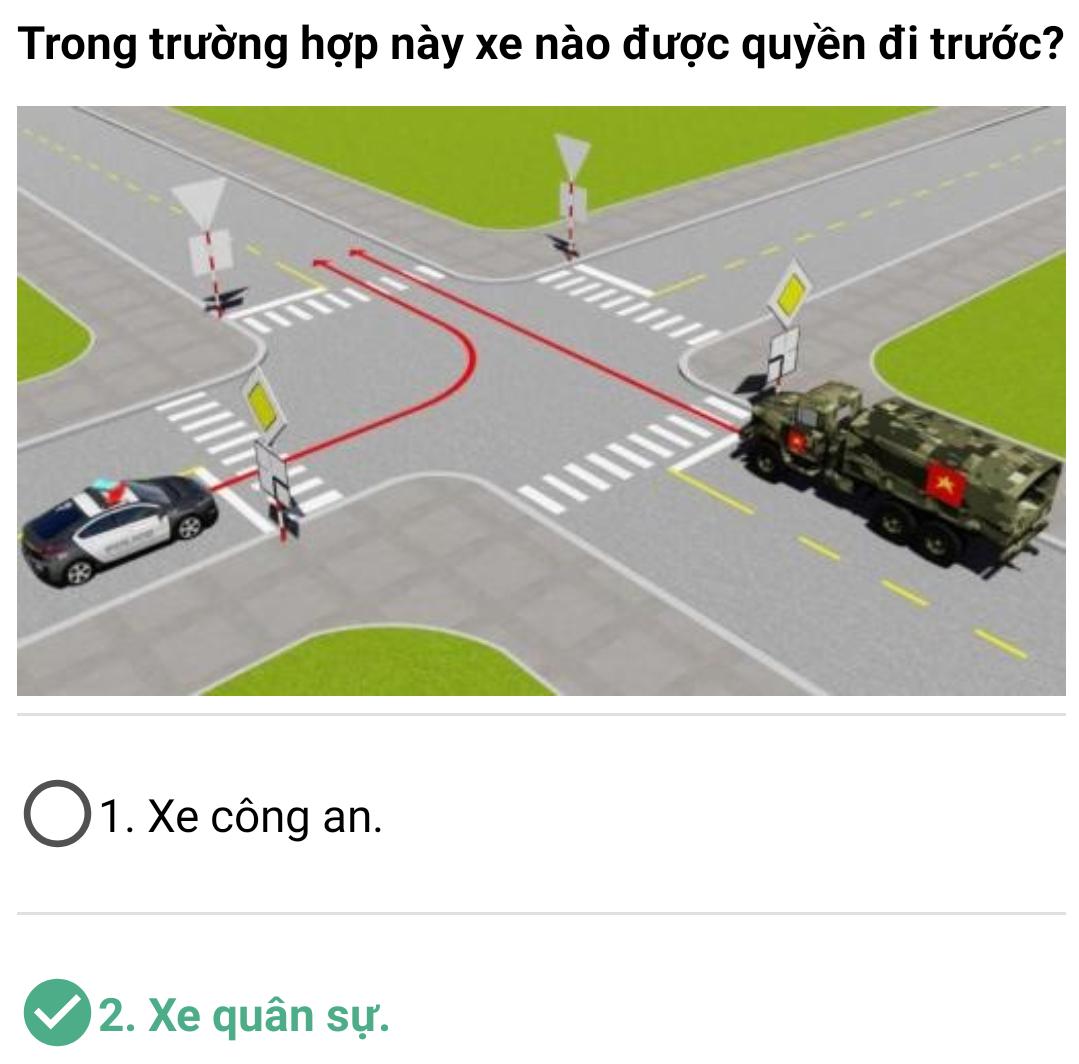 Trong trường hợp này xe nào được quyền đi trước?
1. Xe công an.
2. Xe quân sự.